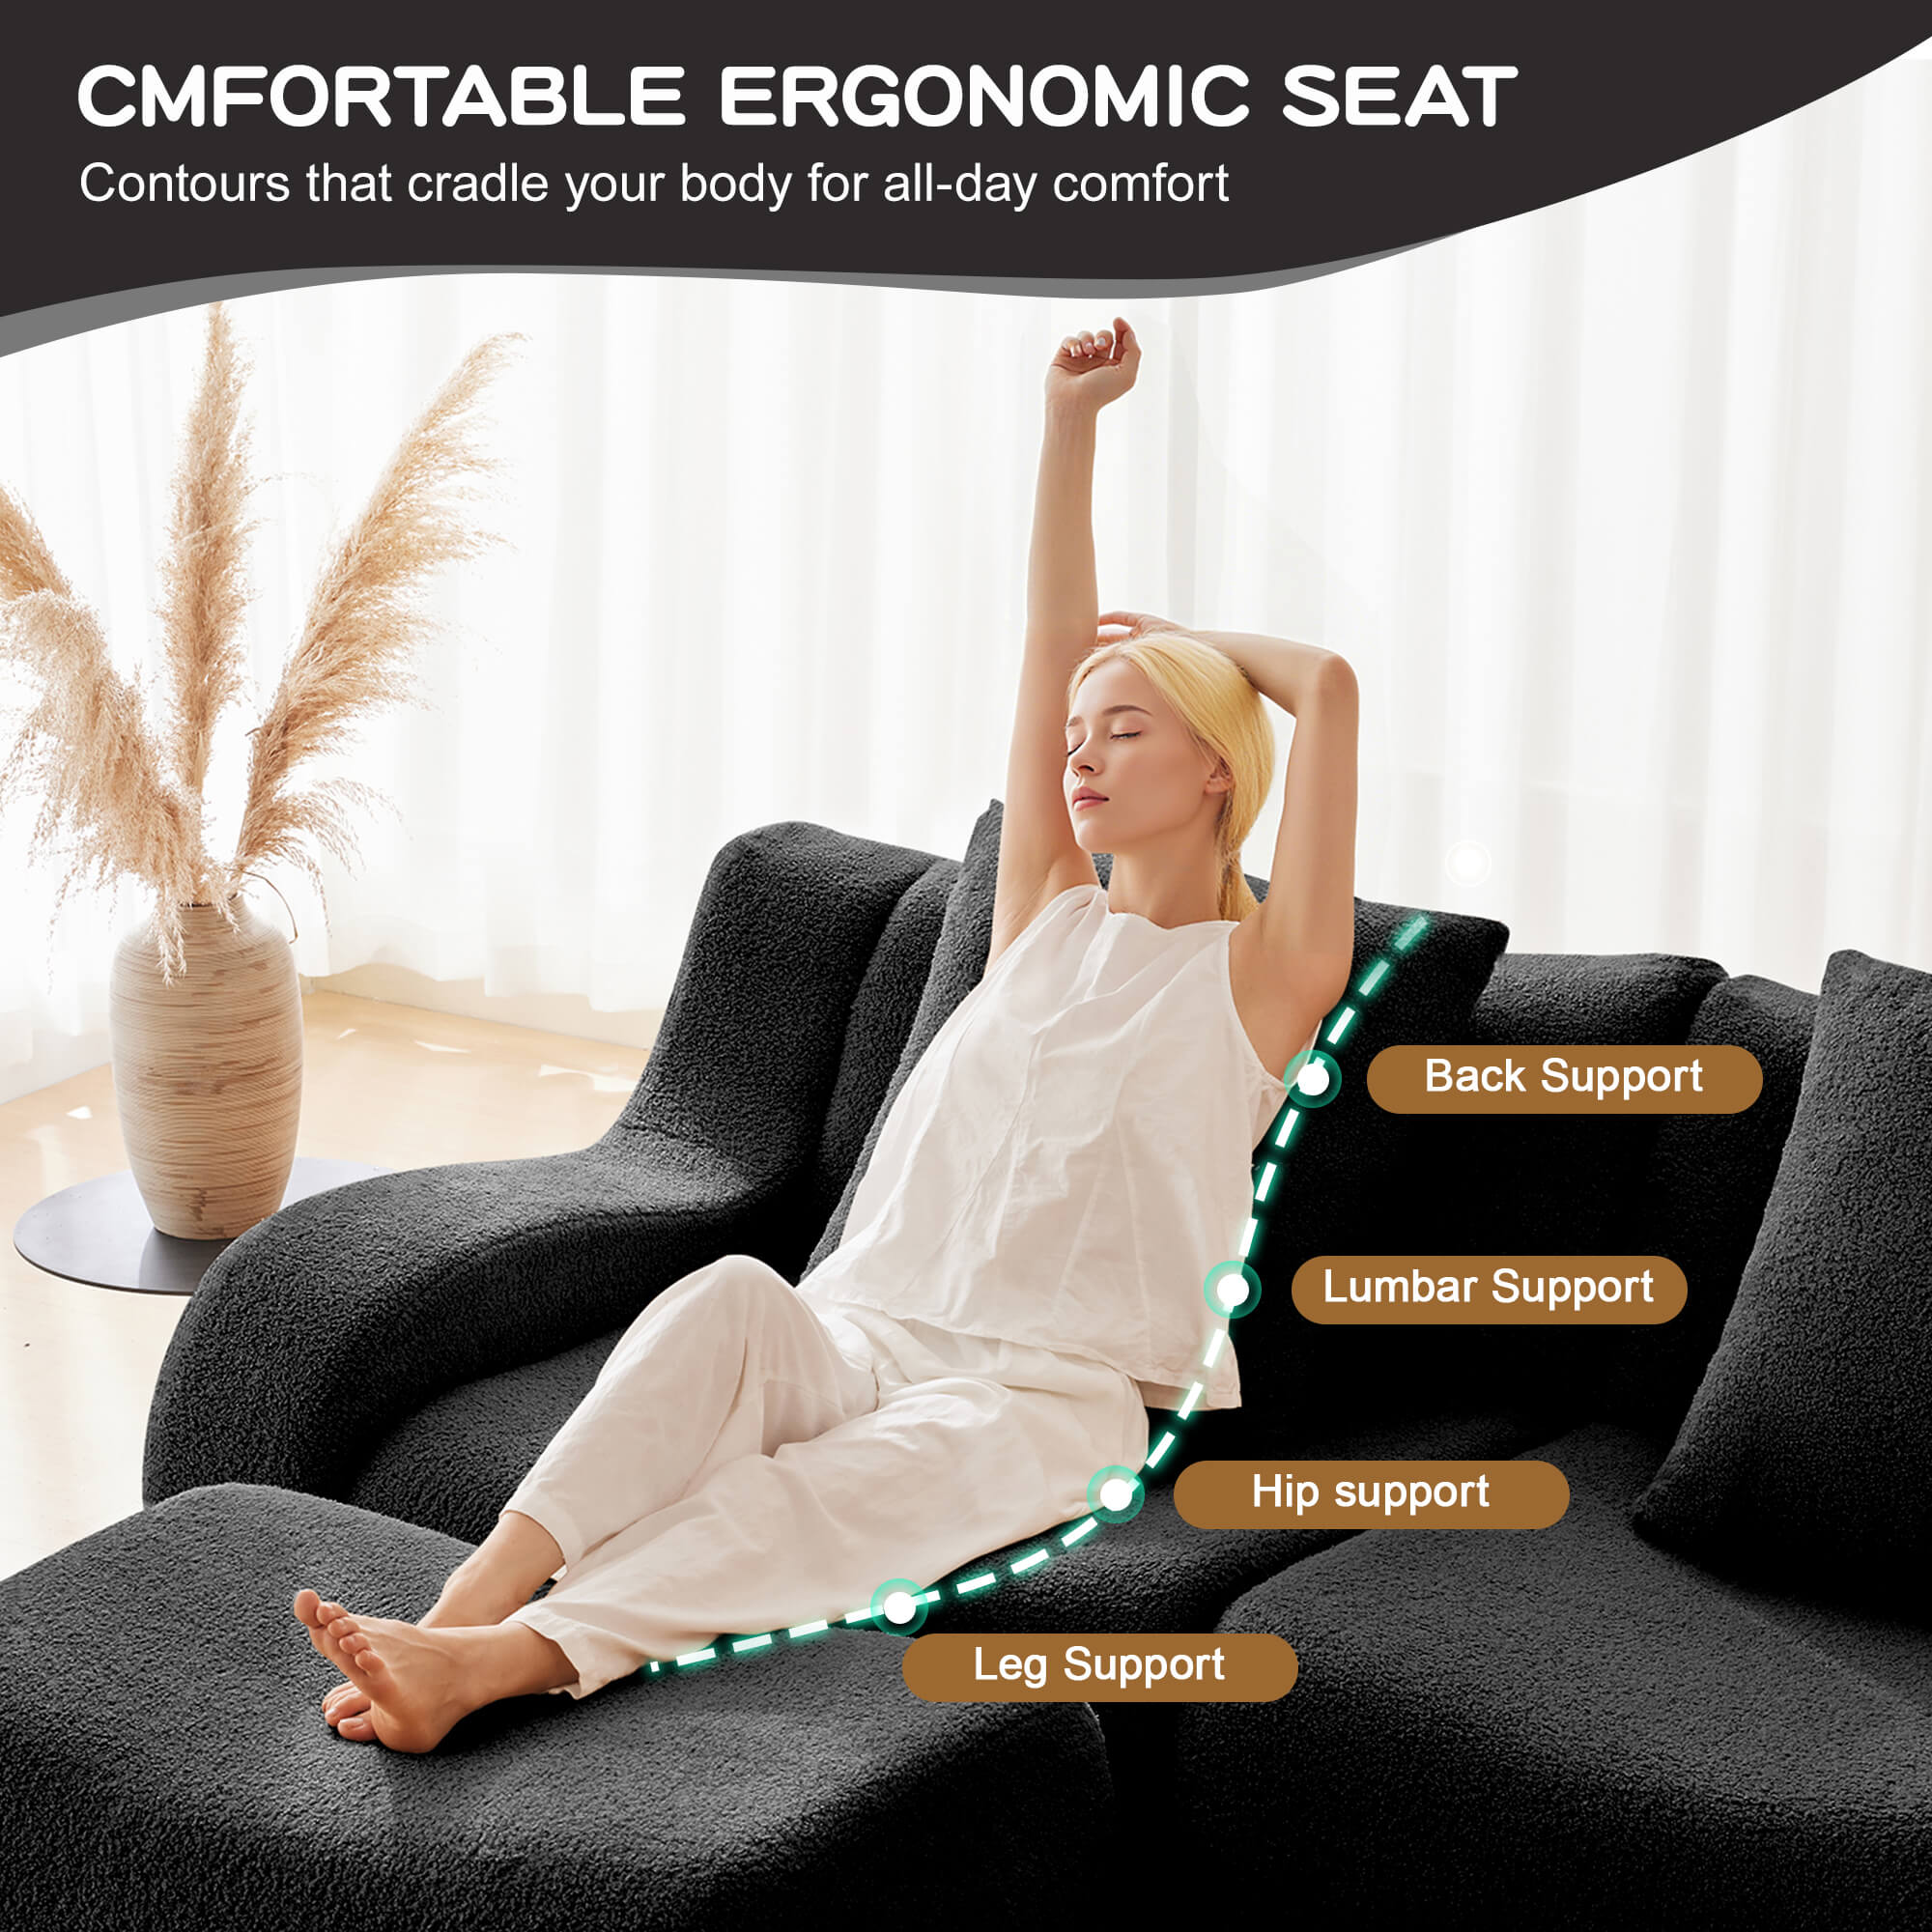 CMFORTABLE ERGONOMIC SEAT
Contours that cradle your body for all-day comfort
Back Support
Lumbar Support
Hip support
Leg Support